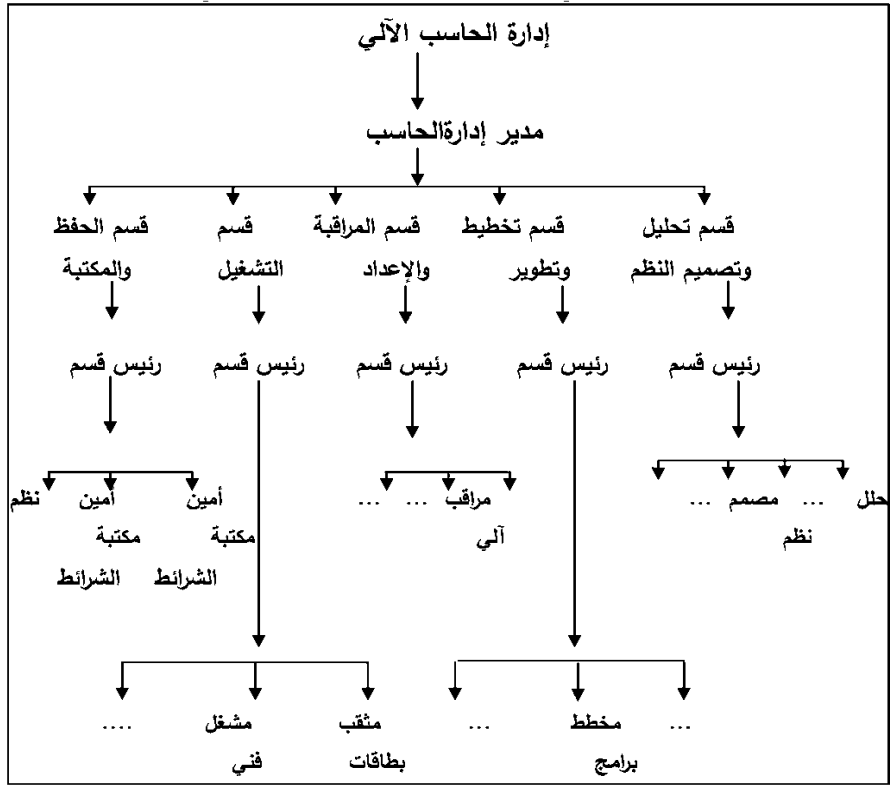 إدارة الحاسب الآلي
مدير إدارةالحاسب
قسم تحليل قسم تخطيط قسم المراقبة قسم قسم الحفظ
وتصميم النظم وتطوير والإعداد التشغيل والمكتبة
رئيس قسم رئيس قسم رئيس قسم رئيس قسم رئيس قسم
حلل ... مصمم ... مراقب ... ... أمين أمين نظم
نظم آلي مكتبة مكتبة
الشرائط الشرائط
... مخطط ... مثقب مشغل ....
برامج بطاقات فني